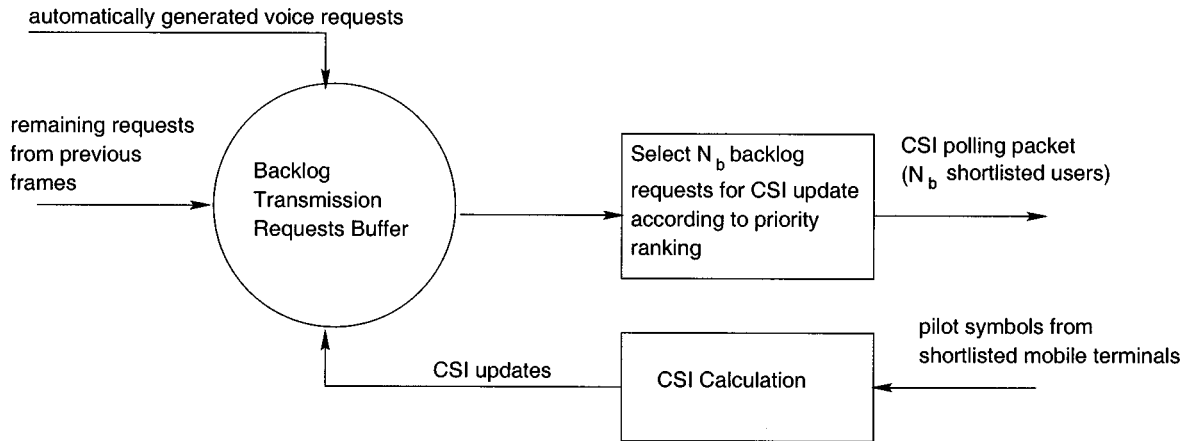 automatically generated voice requests
remaining requests
from previous
frames
Backlog
Transmission
Requests Buffer
Select N_b backlog
requests for CSI update
according to priority
ranking
CSI polling packet
(N_b shortlisted users)
pilot symbols from
shortlisted mobile terminals
CSI updates
CSI Calculation